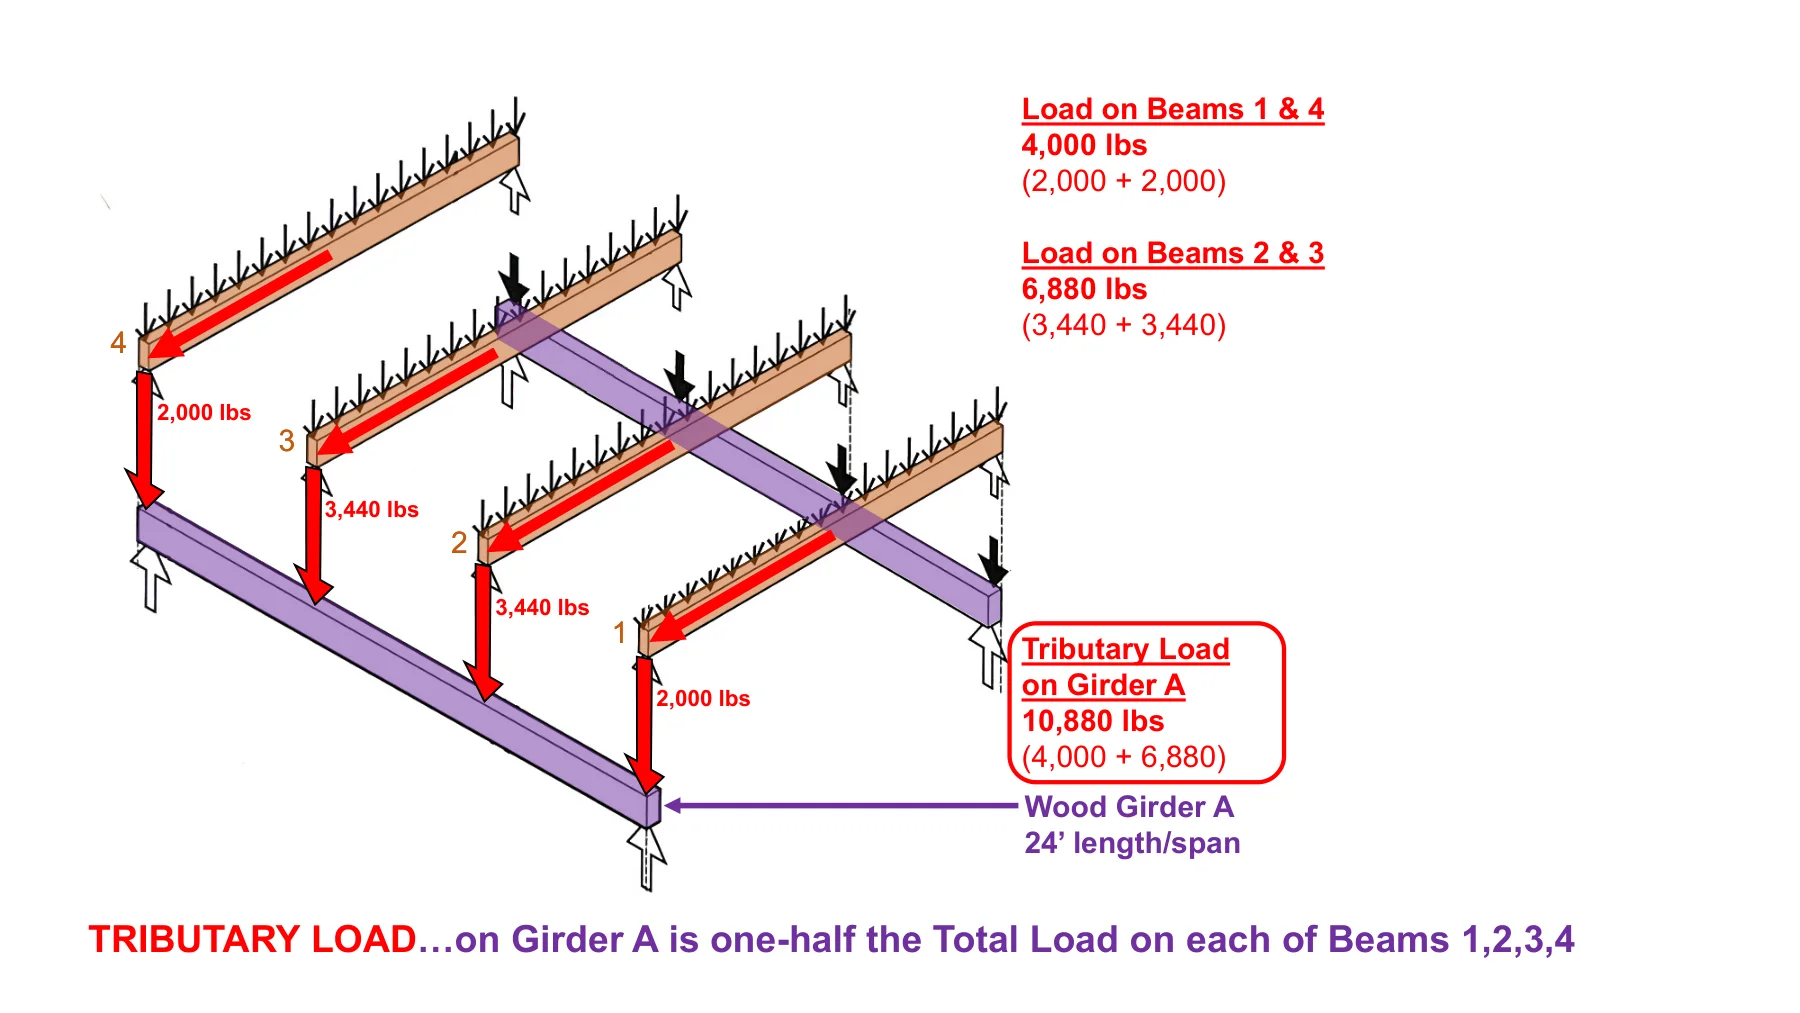 Load on Beams 1 & 4
4,000 lbs
(2,000 + 2,000)
Load on Beams 2 & 3
6,880 lbs
(3,440 + 3,440)
4
2,000 lbs
3
3,440 lbs
2
3,440 lbs
1
2,000 lbs
Tributary Load
on Girder A
10,880 lbs
(4,000 + 6,880)
Wood Girder A
24’ length/span
TRIBUTARY LOAD…on Girder A is one-half the Total Load on each of Beams 1,2,3,4